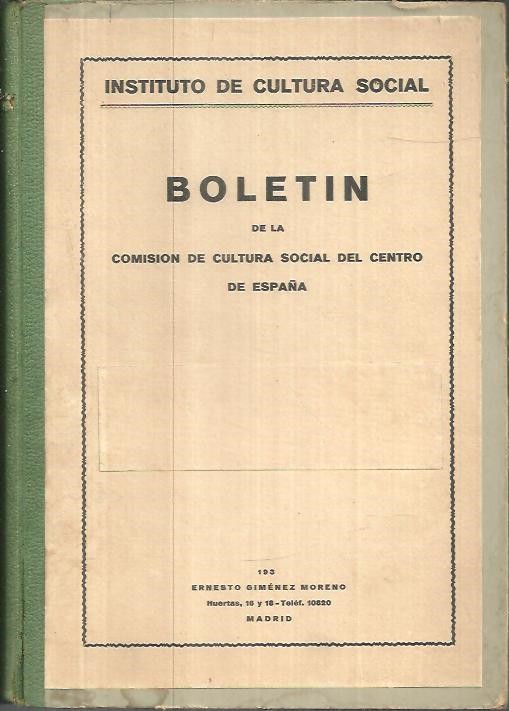 INSTITUTO DE CULTURA SOCIAL
BOLETIN
DE LA
COMISION DE CULTURA SOCIAL DEL CENTRO
DE ESPAÑA
193
ERNESTO GIMÉNEZ MORENO
Huertas, 16 y 18-Teléf. 10820
MADRID